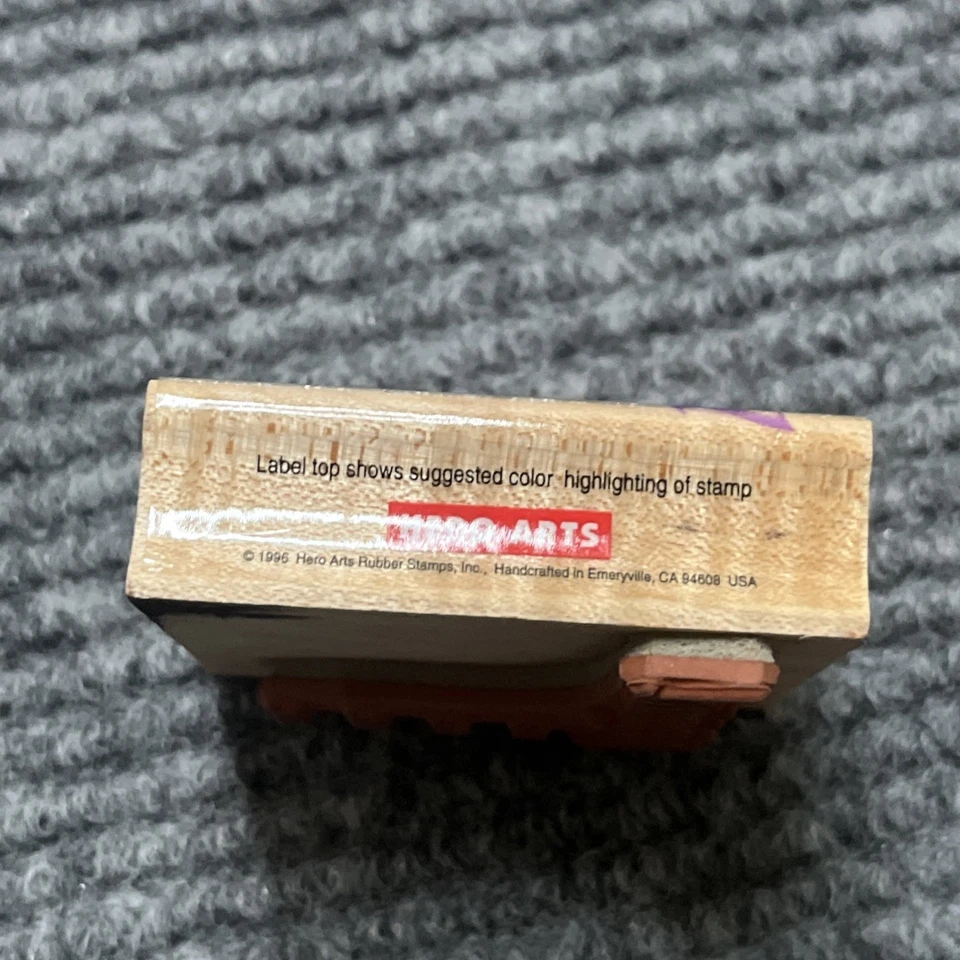 Label top shows suggested color highlighting of stamp
HERO ARTS
© 1996 Hero Arts Rubber Stamps, Inc., Handcrafted in Emeryville, CA 94608 USA